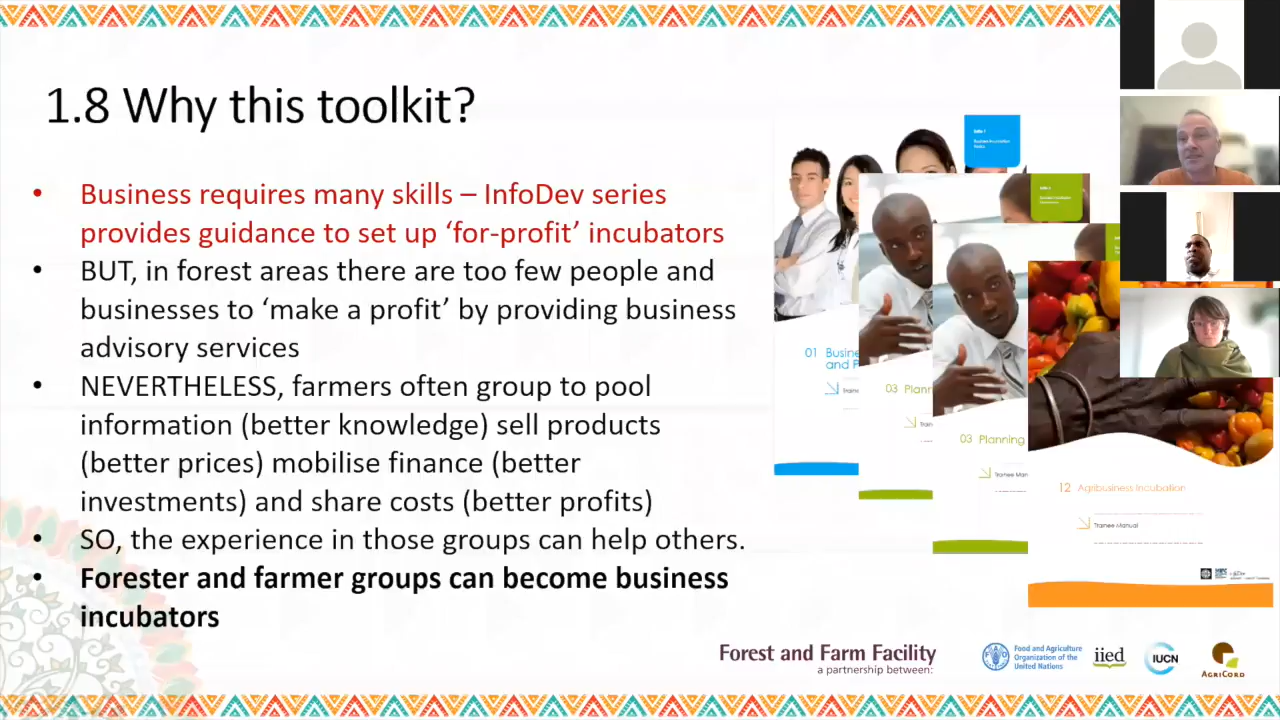 1.8 Why this toolkit?
• Business requires many skills – InfoDev series
provides guidance to set up ‘for-profit’ incubators
• BUT, in forest areas there are too few people and
businesses to ‘make a profit’ by providing business
advisory services
• NEVERTHELESS, farmers often group to pool
information (better knowledge) sell products
(better prices) mobilise finance (better
investments) and share costs (better profits)
• SO, the experience in those groups can help others.
• Forester and farmer groups can become business
incubators
01 Busine
and P
03 Plann
03 Planning
Trainee Man
12 Agribusiness Incubation
Trainee Manual
Forest and Farm Facility
a partnership between:
Food and Agriculture
Organization of the
United Nations
iied
IUCN
AGRICORD